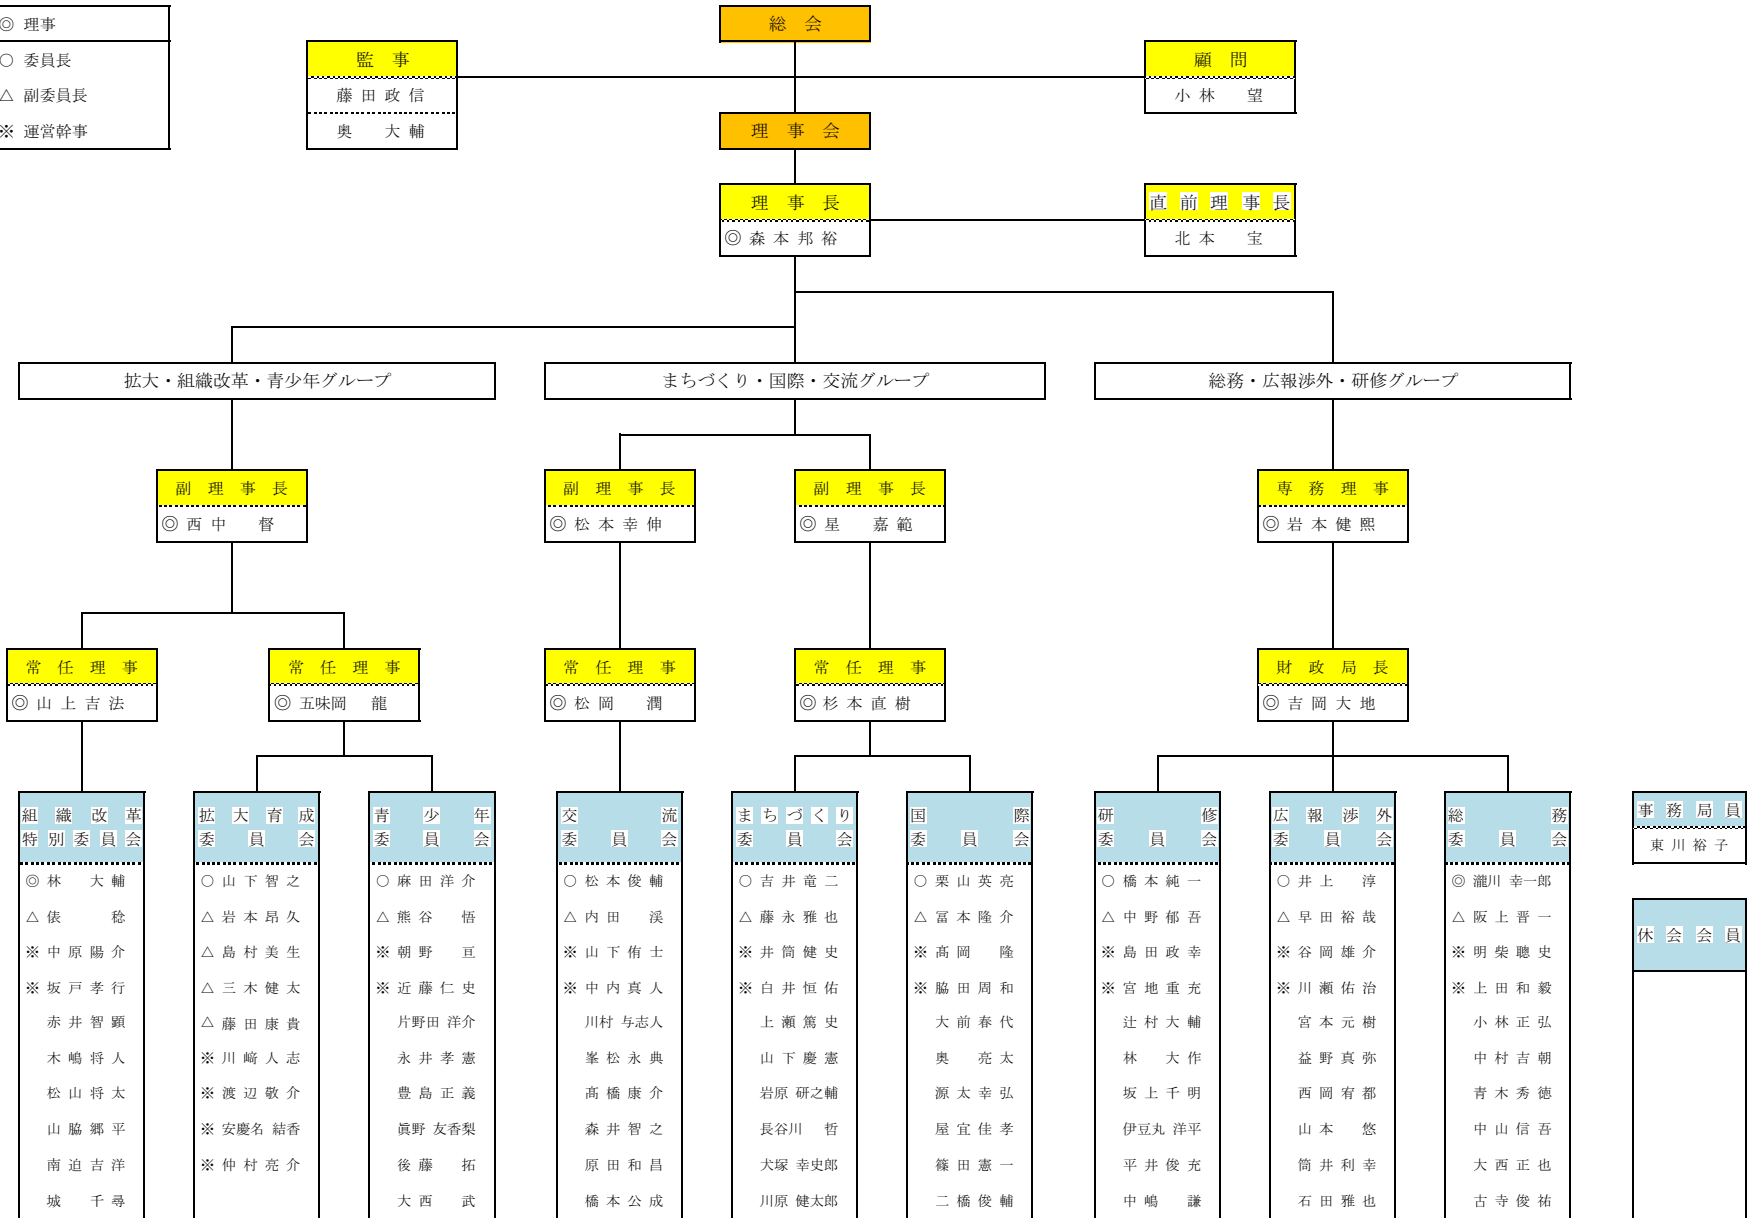 ◎ 理事
○ 委員長
△ 副委員長
※ 運営幹事
総 会
監 事
藤田政信
奥 大輔
顧 問
小林 望
理 事 会
理 事 長
◎ 森本邦裕
直前理事長
北本 宝
拡大・組織改革・青少年グループ
まちづくり・国際・交流グループ
総務・広報渉外・研修グループ
副理事長
◎ 西中 督
副理事長
◎ 松本幸伸
副理事長
◎ 星 嘉範
専務理事
◎ 岩本健熙
常任理事
◎ 山上吉法
常任理事
◎ 五味岡 龍
常任理事
◎ 松岡 潤
常任理事
◎ 杉本直樹
財政局長
◎ 吉岡大地
組織改革
特別委員会
◎ 林 大輔
△ 俵 稔
※ 中原陽介
※ 坂戸孝行
赤井智顕
木嶋将人
松山将太
山脇郷平
南迫吉洋
城 千尋
拡大育成
委員会
○ 山下智之
△ 岩本昂久
△ 島村美生
△ 三木健太
△ 藤田康貴
※ 川﨑人志
※ 渡辺敬介
※ 安慶名 結香
※ 仲村亮介
青少年
委員会
○ 麻田洋介
△ 熊谷 悟
※ 朝野 亘
※ 近藤仁史
片野田 洋介
永井孝憲
豊島正義
眞野 友香梨
後藤 拓
大西 武
交流
委員会
○ 松本俊輔
△ 内田 渓
※ 山下侑士
※ 中内真人
川村 与志人
峯松永典
髙橋康介
森井智之
原田和昌
橋本公成
まちづくり
委員会
○ 吉井竜二
△ 藤永雅也
※ 井筒健史
※ 白井恒佑
上瀬篤史
山下慶憲
岩原 研之輔
長谷川 哲
犬塚 幸史郎
川原 健太郎
国際
委員会
○ 栗山英亮
△ 冨本隆介
※ 髙岡 隆
※ 脇田周和
大前春代
奥 亮太
源太幸弘
屋宜佳孝
篠田憲一
二橋俊輔
研修
委員会
○ 橋本純一
△ 中野郁吾
※ 島田政幸
※ 宮地重充
辻村大輔
林 大作
坂上千明
伊豆丸 洋平
平井俊充
中嶋 謙
広報渉外
委員会
○ 井上 淳
△ 早田裕哉
※ 谷岡雄介
※ 川瀬佑治
宮本元樹
益野真弥
西岡宥都
山本 悠
筒井利幸
石田雅也
総務
委員会
◎ 瀧川 幸一郎
△ 阪上晋一
※ 明柴聰史
※ 上田和毅
小林正弘
中村吉朝
青木秀徳
中山信吾
大西正也
古寺俊祐
事務局員
東川裕子
休会会員